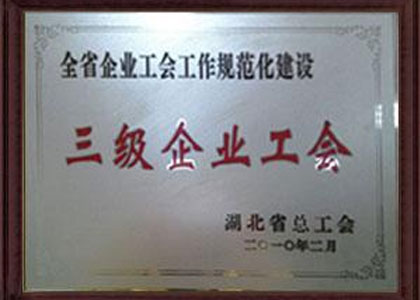 全省企业工会工作规范化建设
三级企业工会
湖北省总工会
二〇一〇年二月